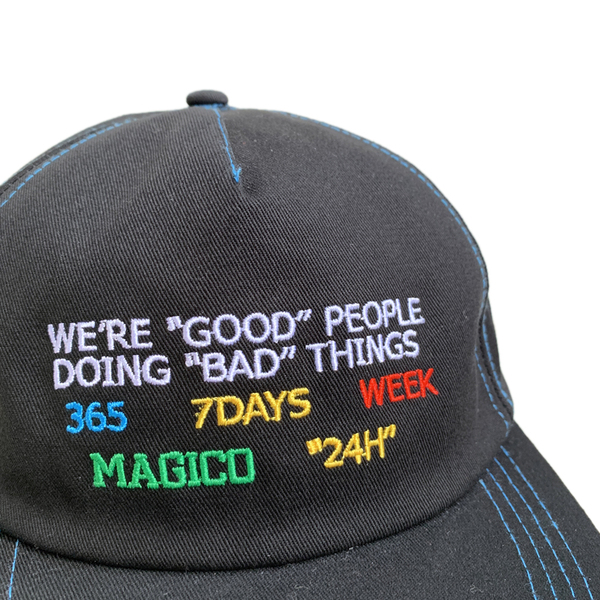 WE'RE "GOOD" PEOPLE
DOING "BAD" THINGS
365 7DAYS WEEK
MAGICO "24H"